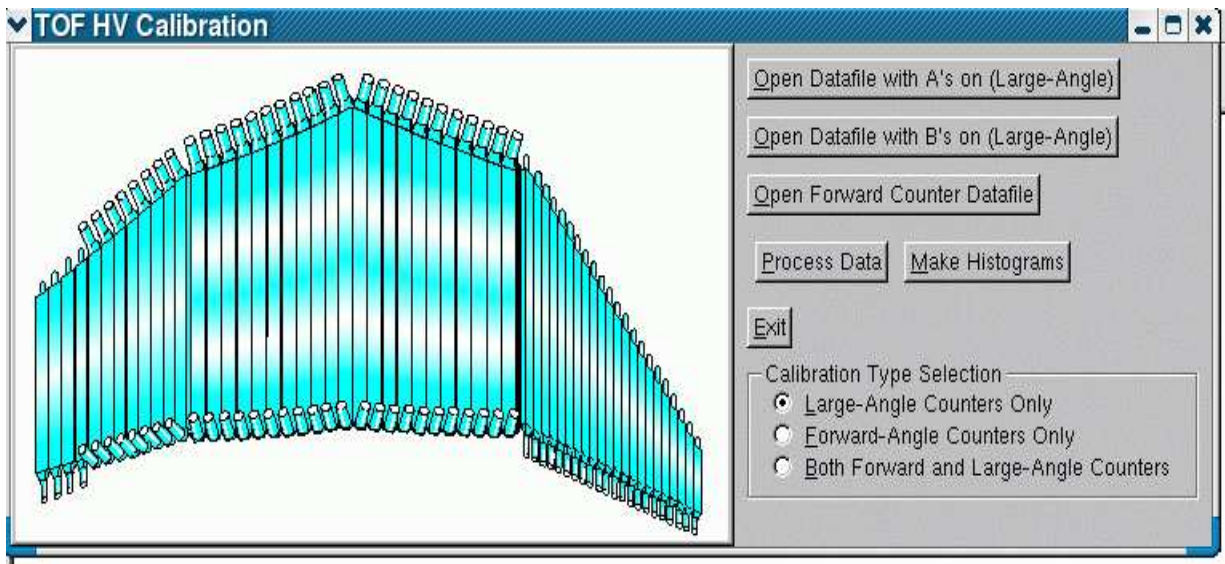 TOF HV Calibration
Open Datafile with A's on (Large-Angle)
Open Datafile with B's on (Large-Angle)
Open Forward Counter Datafile
Process Data Make Histograms
Exit
Calibration Type Selection
Large-Angle Counters Only
Forward-Angle Counters Only
Both Forward and Large-Angle Counters